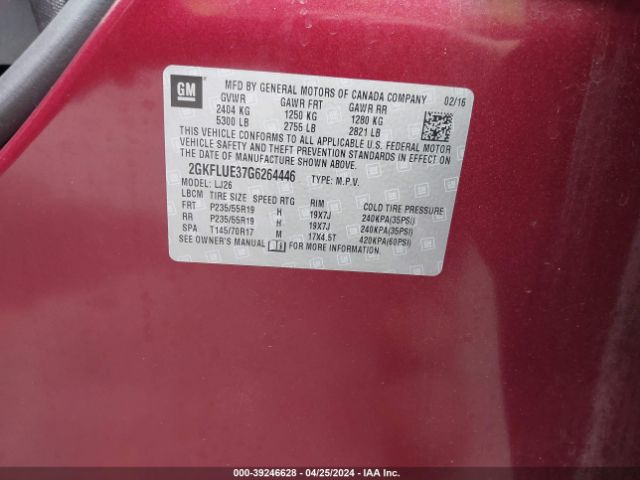 GM
MFD BY GENERAL MOTORS OF CANADA COMPANY 02/16
GVWR GAWR FRT GAWR RR
2404 KG 1250 KG 1280 KG
5300 LB 2755 LB 2821 LB
THIS VEHICLE CONFORMS TO ALL APPLICABLE U.S. FEDERAL MOTOR
VEHICLE SAFETY AND THEFT PREVENTION STANDARDS IN EFFECT ON
THE DATE OF MANUFACTURE SHOWN ABOVE.
2GKFLUE37G6264446 TYPE: M.P.V.
MODEL: LJ26
LBCM TIRE SIZE SPEED RTG RIM COLD TIRE PRESSURE
FRT P235/55R19 H 19X7J 240KPA(35PSI)
RR P235/55R19 H 19X7J 240KPA(35PSI)
SPA T145/70R17 M 17X4.5T 420KPA(60PSI)
SEE OWNER'S MANUAL FOR MORE INFORMATION.
STOCK #: 39246628 - 04/25/2024 - IAA Inc.